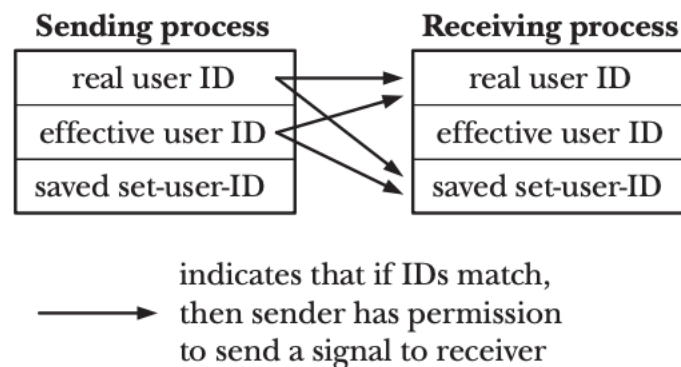 Sending process
Receiving process
real user ID
real user ID
effective user ID
effective user ID
saved set-user-ID
saved set-user-ID
indicates that if IDs match,
then sender has permission
to send a signal to receiver